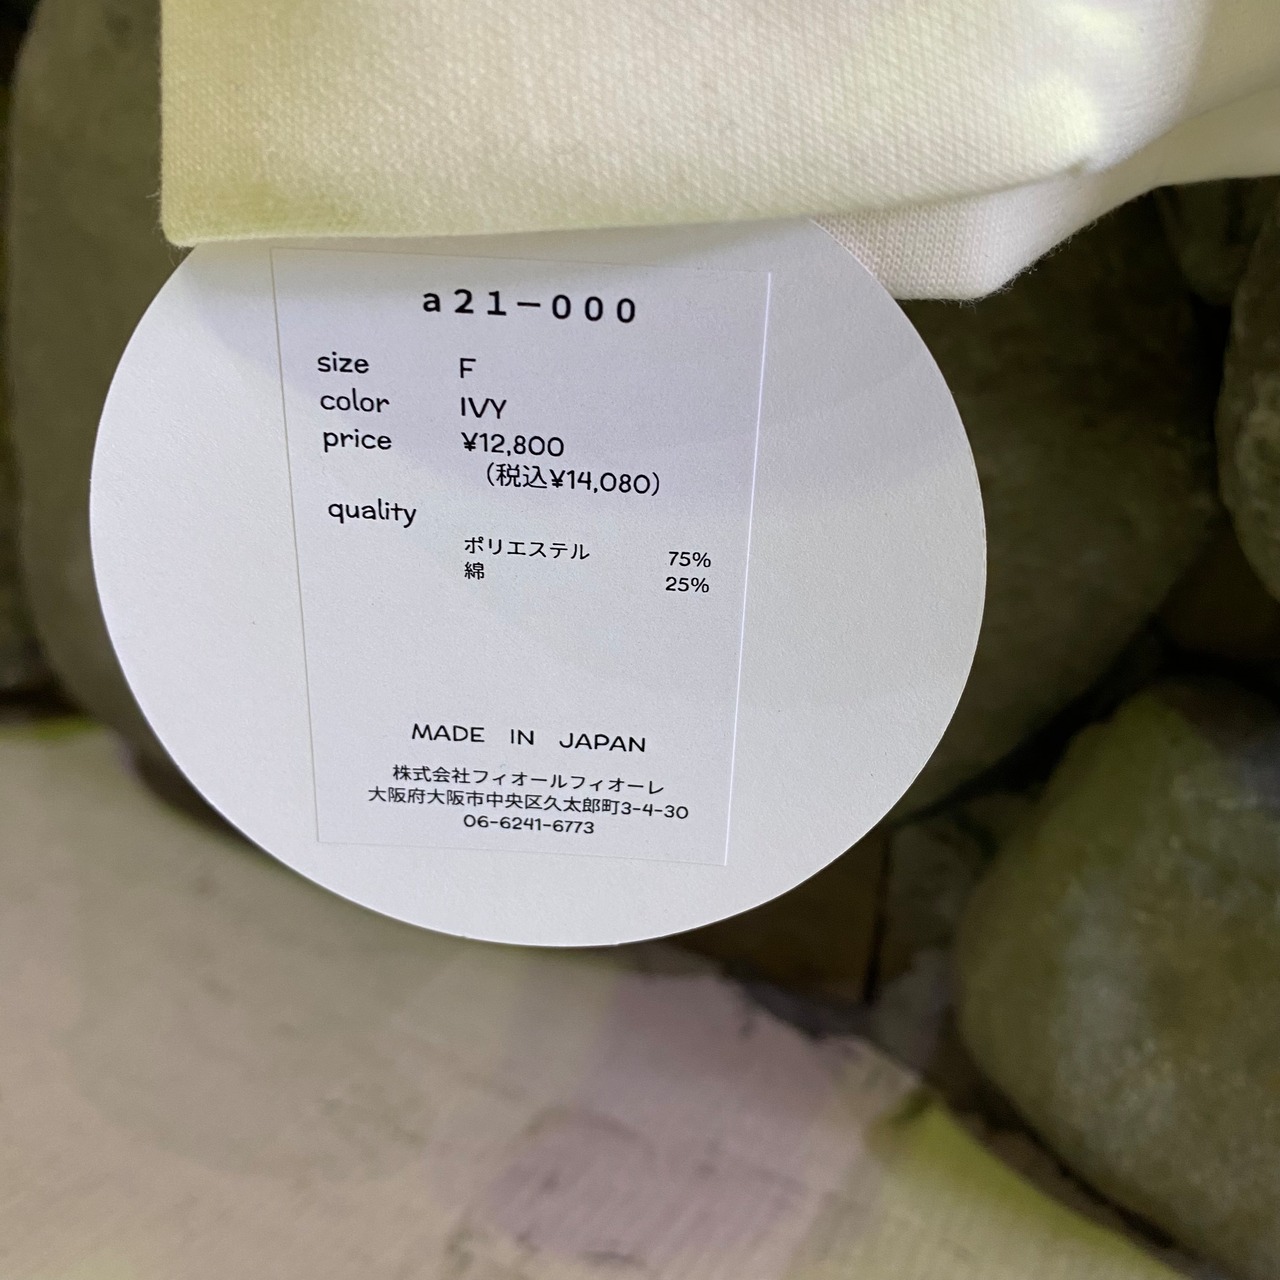 a21-000
size F
color IVY
price ¥12,800
（税込¥14,080）
quality
ポリエステル 75%
綿 25%
MADE IN JAPAN
株式会社フィオールフィオーレ
大阪府大阪市中央区久太郎町3-4-30
06-6241-6773